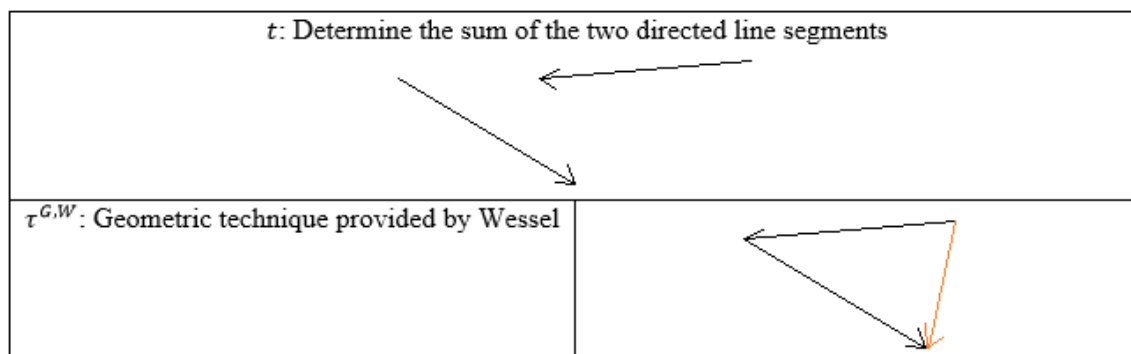 t: Determine the sum of the two directed line segments
τ^{G,W}: Geometric technique provided by Wessel